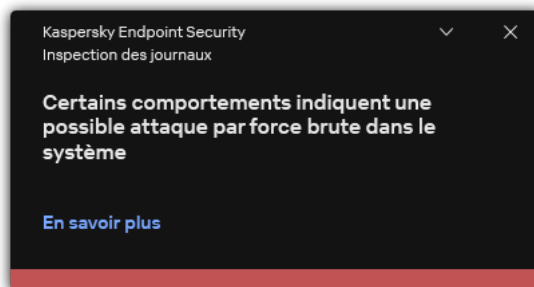 Kaspersky Endpoint Security
Inspection des journaux
Certains comportements indiquent une
possible attaque par force brute dans le
système
En savoir plus